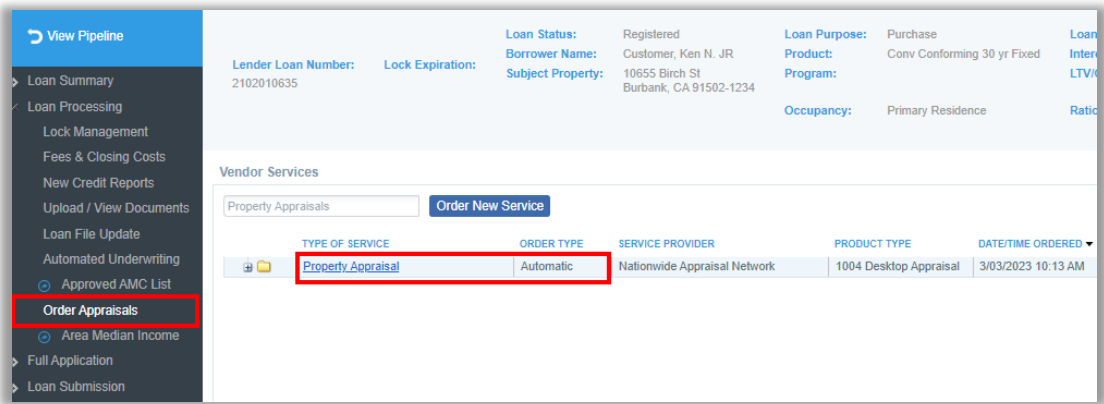 View Pipeline
Loan Summary
Loan Processing
Lock Management
Fees & Closing Costs
New Credit Reports
Upload / View Documents
Loan File Update
Automated Underwriting
Approved AMC List
Order Appraisals
Area Median Income
Full Application
Loan Submission
Lender Loan Number:
2102010635
Lock Expiration:
Loan Status: Registered
Borrower Name: Customer, Ken N. JR
Subject Property: 10655 Birch St
Burbank, CA 91502-1234
Loan Purpose: Purchase
Product: Conv Conforming 30 yr Fixed
Program:
Occupancy: Primary Residence
Loan
Inter
LTV/
Ratio
Vendor Services
Property Appraisals Order New Service
TYPE OF SERVICE ORDER TYPE SERVICE PROVIDER PRODUCT TYPE DATE/TIME ORDERED
Property Appraisal Automatic Nationwide Appraisal Network 1004 Desktop Appraisal 3/03/2023 10:13 AM